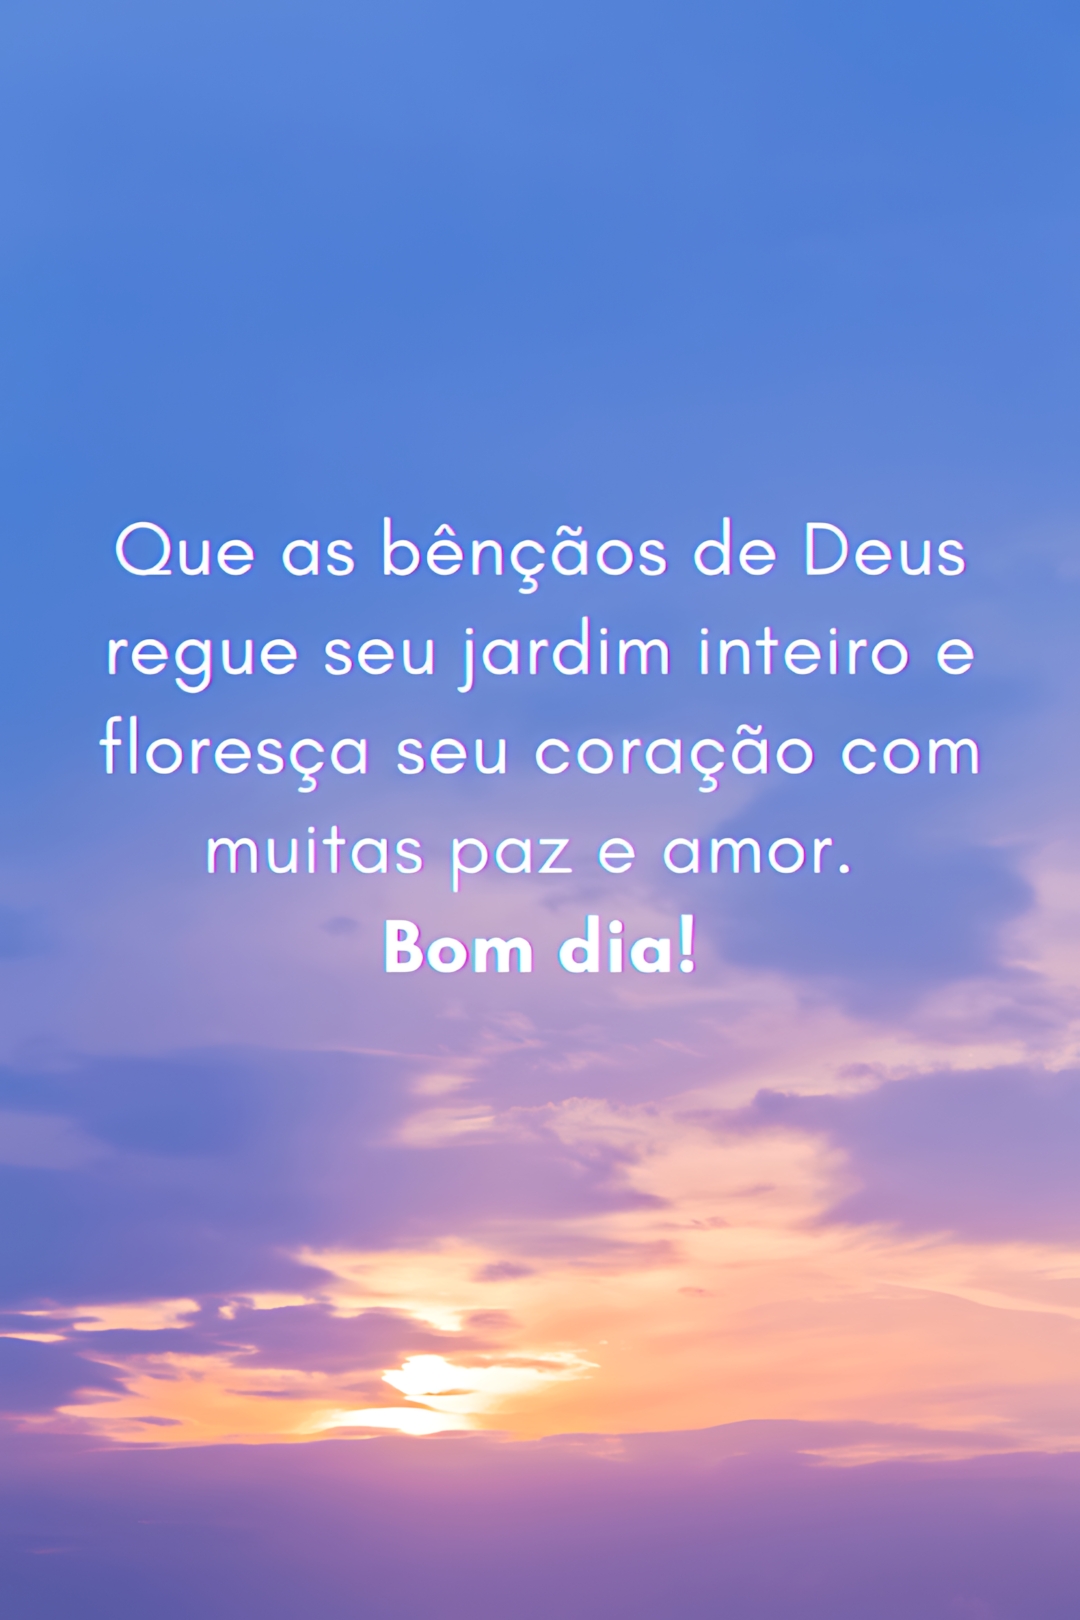 Que as bênçãos de Deus
regue seu jardim inteiro e
floresça seu coração com
muitas paz e amor.
Bom dia!